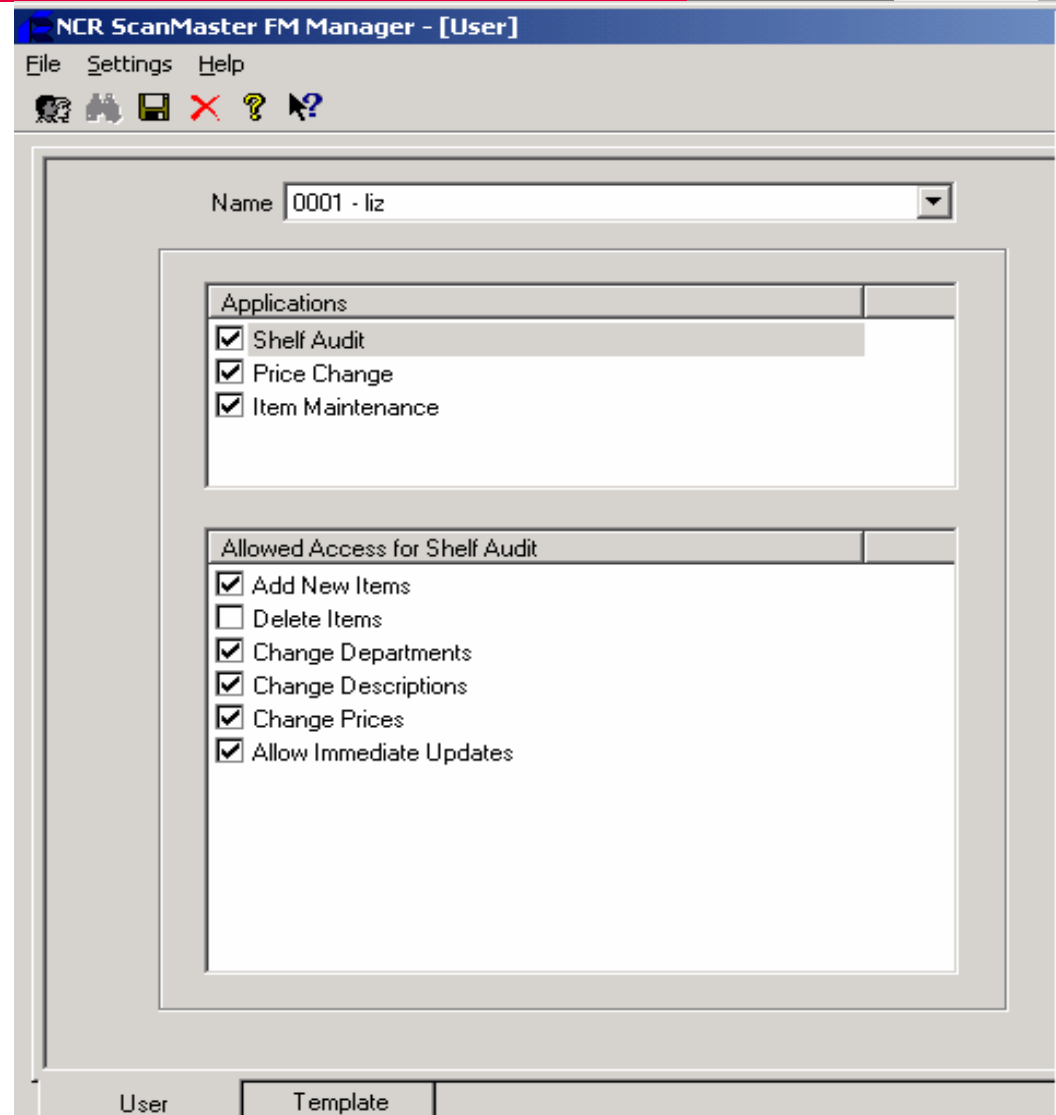 NCR ScanMaster FM Manager - [User]
File Settings Help
Name 0001 - liz
Applications
Shelf Audit
Price Change
Item Maintenance
Allowed Access for Shelf Audit
Add New Items
Delete Items
Change Departments
Change Descriptions
Change Prices
Allow Immediate Updates
User Template